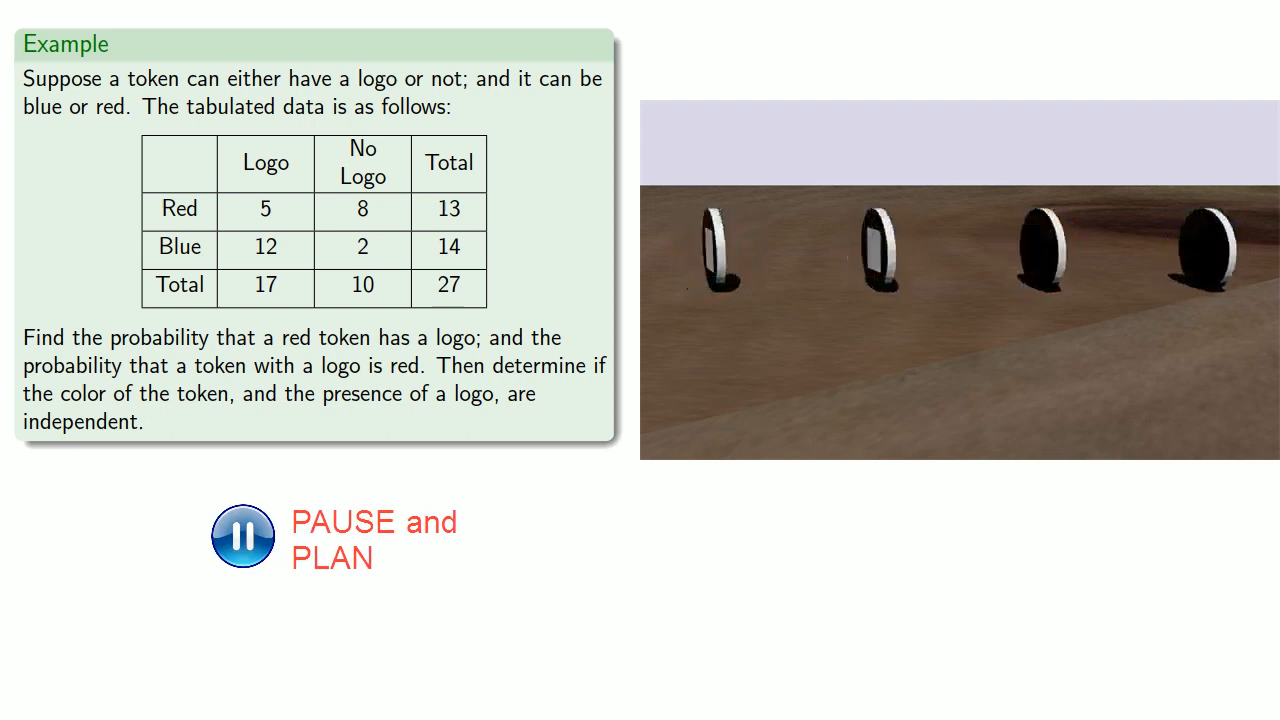 Example
Suppose a token can either have a logo or not; and it can be
blue or red. The tabulated data is as follows:
Logo No Logo Total
Red 5 8 13
Blue 12 2 14
Total 17 10 27
Find the probability that a red token has a logo; and the
probability that a token with a logo is red. Then determine if
the color of the token, and the presence of a logo, are
independent.
PAUSE and
PLAN